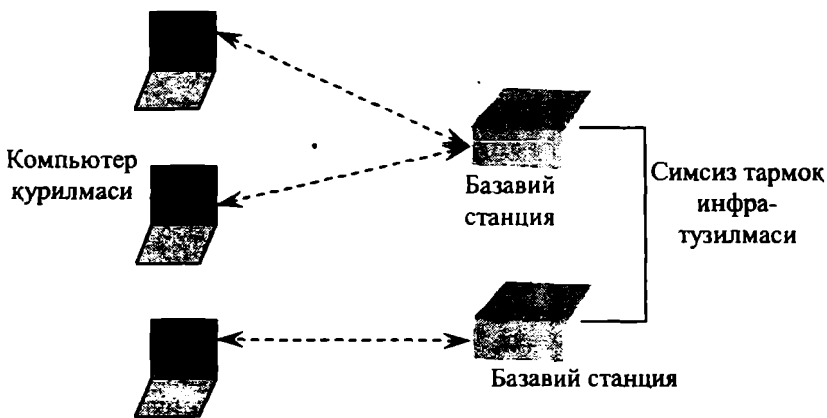 Компьютер
қурилмаси
Базавий
станция
Симсиз тармоқ
инфра-
тузилмаси
Базавий станция